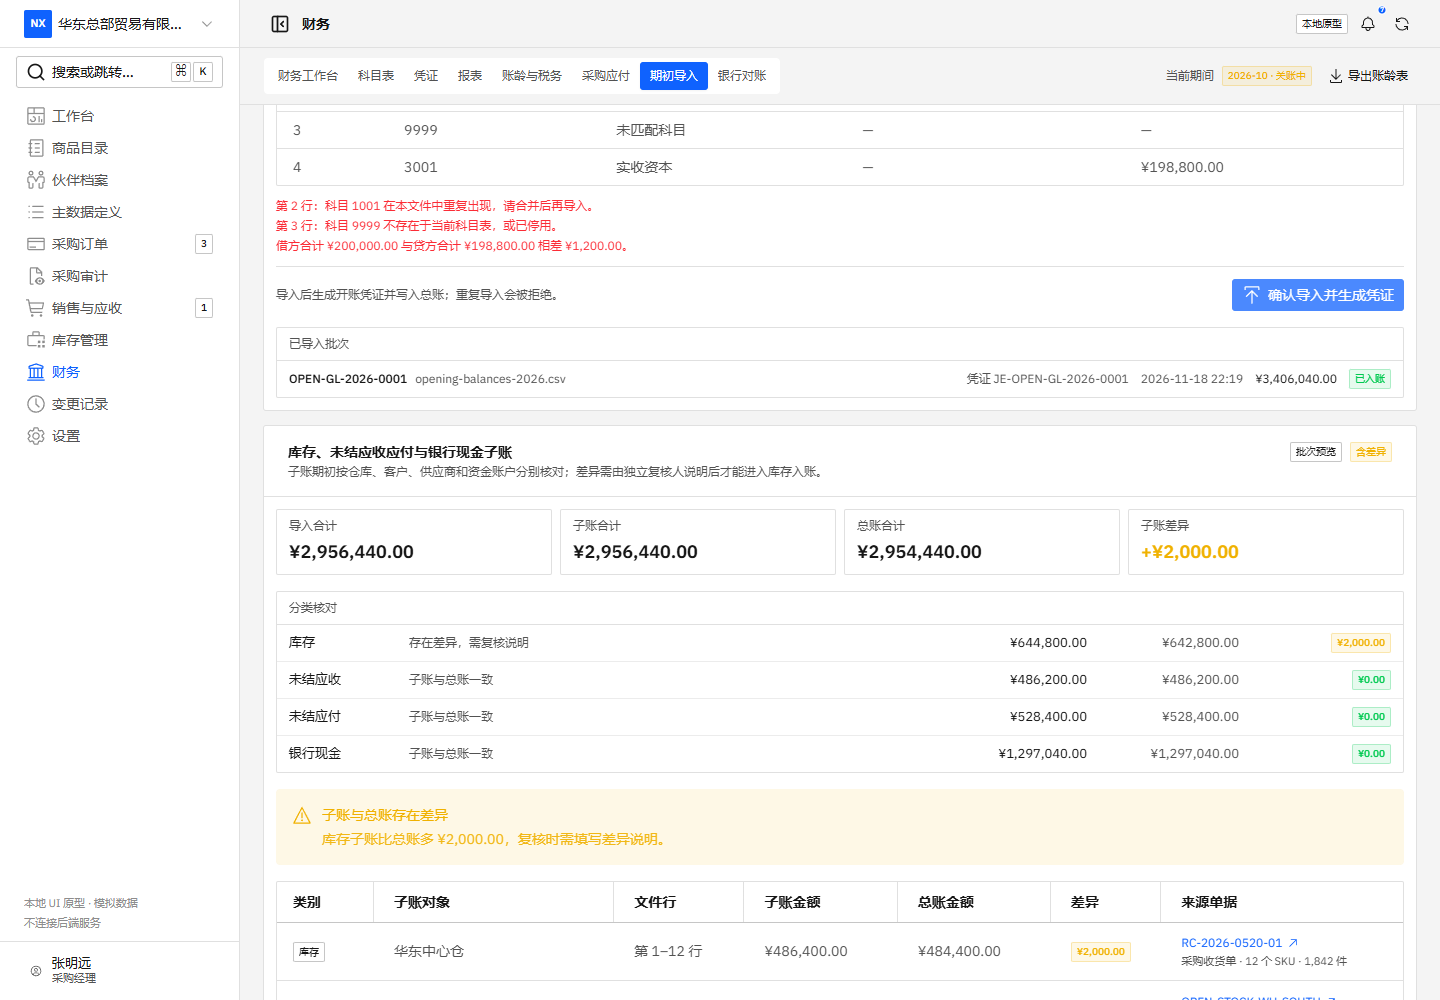 NX 华东总部贸易有限...
搜索或跳转... ⌘ K
工作台
商品目录
伙伴档案
主数据定义
采购订单 3
采购审计
销售与应收 1
库存管理
财务
变更记录
设置
本地 UI 原型 · 模拟数据
不连接后端服务
张明远
采购经理
财务
本地原型
?
财务工作台 科目表 凭证 报表 账龄与税务 采购应付 期初导入 银行对账
当前期间 2026-10 · 关账中 导出账龄表
3 9999 未匹配科目 — —
4 3001 实收资本 — ¥198,800.00
第 2 行：科目 1001 在本文件中重复出现，请合并后再导入。
第 3 行：科目 9999 不存在于当前科目表，或已停用。
借方合计 ¥200,000.00 与贷方合计 ¥198,800.00 相差 ¥1,200.00。
导入后生成开账凭证并写入总账；重复导入会被拒绝。
确认导入并生成凭证
已导入批次
OPEN-GL-2026-0001 opening-balances-2026.csv 凭证 JE-OPEN-GL-2026-0001 2026-11-18 22:19 ¥3,406,040.00 已入账
库存、未结应收应付与银行现金子账
子账期初按仓库、客户、供应商和资金账户分别核对；差异需由独立复核人说明后才能进入库存入账。
批次预览 含差异
导入合计
¥2,956,440.00
子账合计
¥2,956,440.00
总账合计
¥2,954,440.00
子账差异
+¥2,000.00
分类核对
库存 存在差异，需复核说明 ¥644,800.00 ¥642,800.00 ¥2,000.00
未结应收 子账与总账一致 ¥486,200.00 ¥486,200.00 ¥0.00
未结应付 子账与总账一致 ¥528,400.00 ¥528,400.00 ¥0.00
银行现金 子账与总账一致 ¥1,297,040.00 ¥1,297,040.00 ¥0.00
子账与总账存在差异
库存子账比总账多 ¥2,000.00，复核时需填写差异说明。
类别 子账对象 文件行 子账金额 总账金额 差异 来源单据
库存 华东中心仓 第 1–12 行 ¥486,400.00 ¥484,400.00 ¥2,000.00 RC-2026-0520-01
采购收货单 · 12 个 SKU · 1,842 件